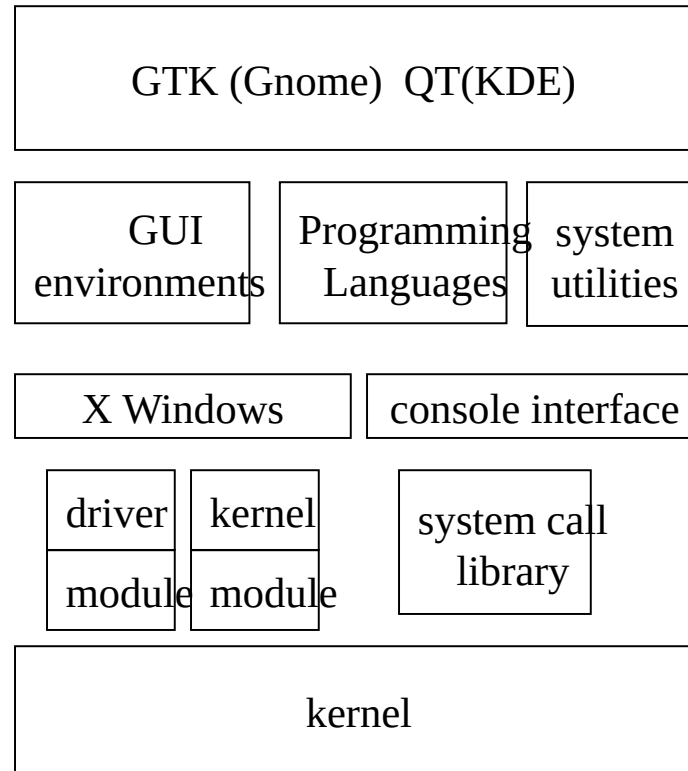 GTK (Gnome)  QT(KDE)
GUI
environments
Programming
Languages
system
utilities
X Windows
console interface
driver
module
kernel
module
system call
library
kernel